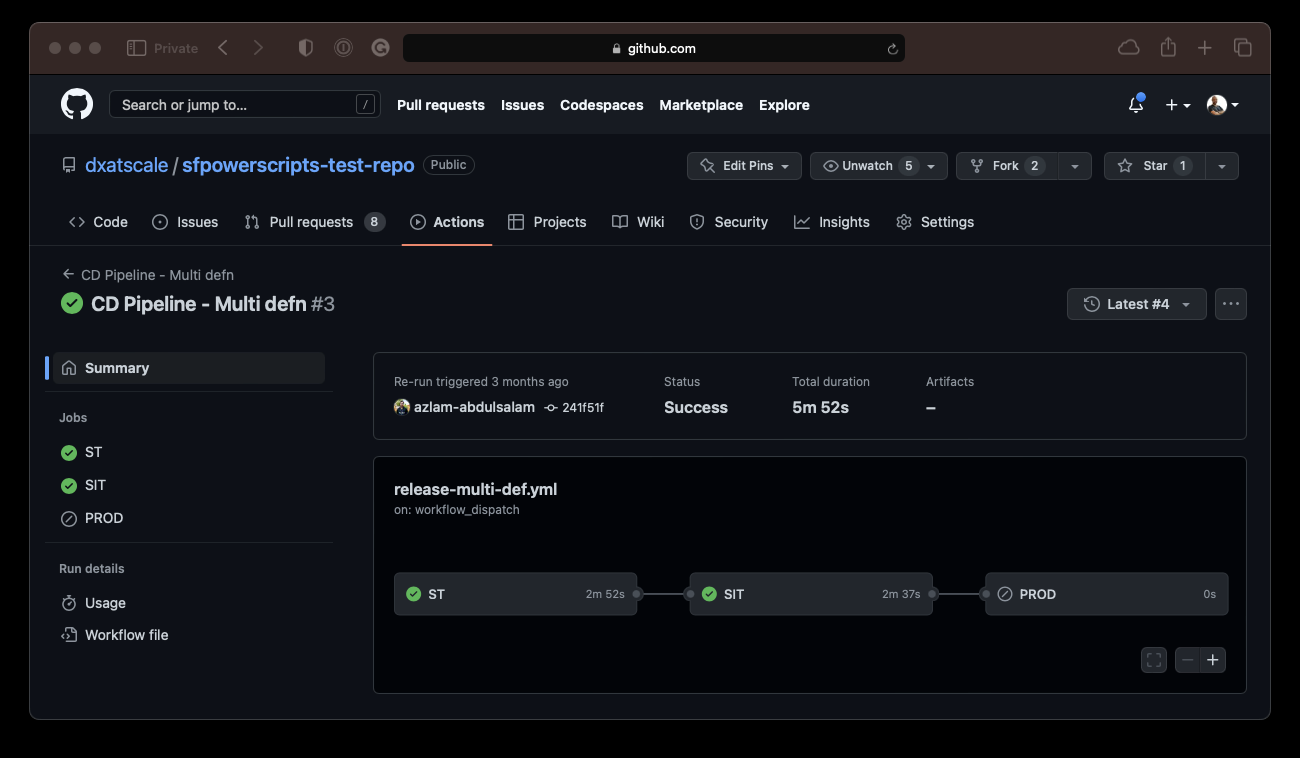 Private
github.com
Search or jump to... /
Pull requests Issues Codespaces Marketplace Explore
dxatscale / sfpowerscripts-test-repo Public
Edit Pins Unwatch 5 Fork 2 Star 1
Code Issues Pull requests 8 Actions Projects Wiki Security Insights Settings
CD Pipeline - Multi defn
CD Pipeline - Multi defn #3
Latest #4
Summary
Jobs
ST
SIT
PROD
Run details
Usage
Workflow file
Re-run triggered 3 months ago
azlam-abdulsalam 241f51f
Status
Success
Total duration
5m 52s
Artifacts
–
release-multi-def.yml
on: workflow_dispatch
ST 2m 52s
SIT 2m 37s
PROD 0s